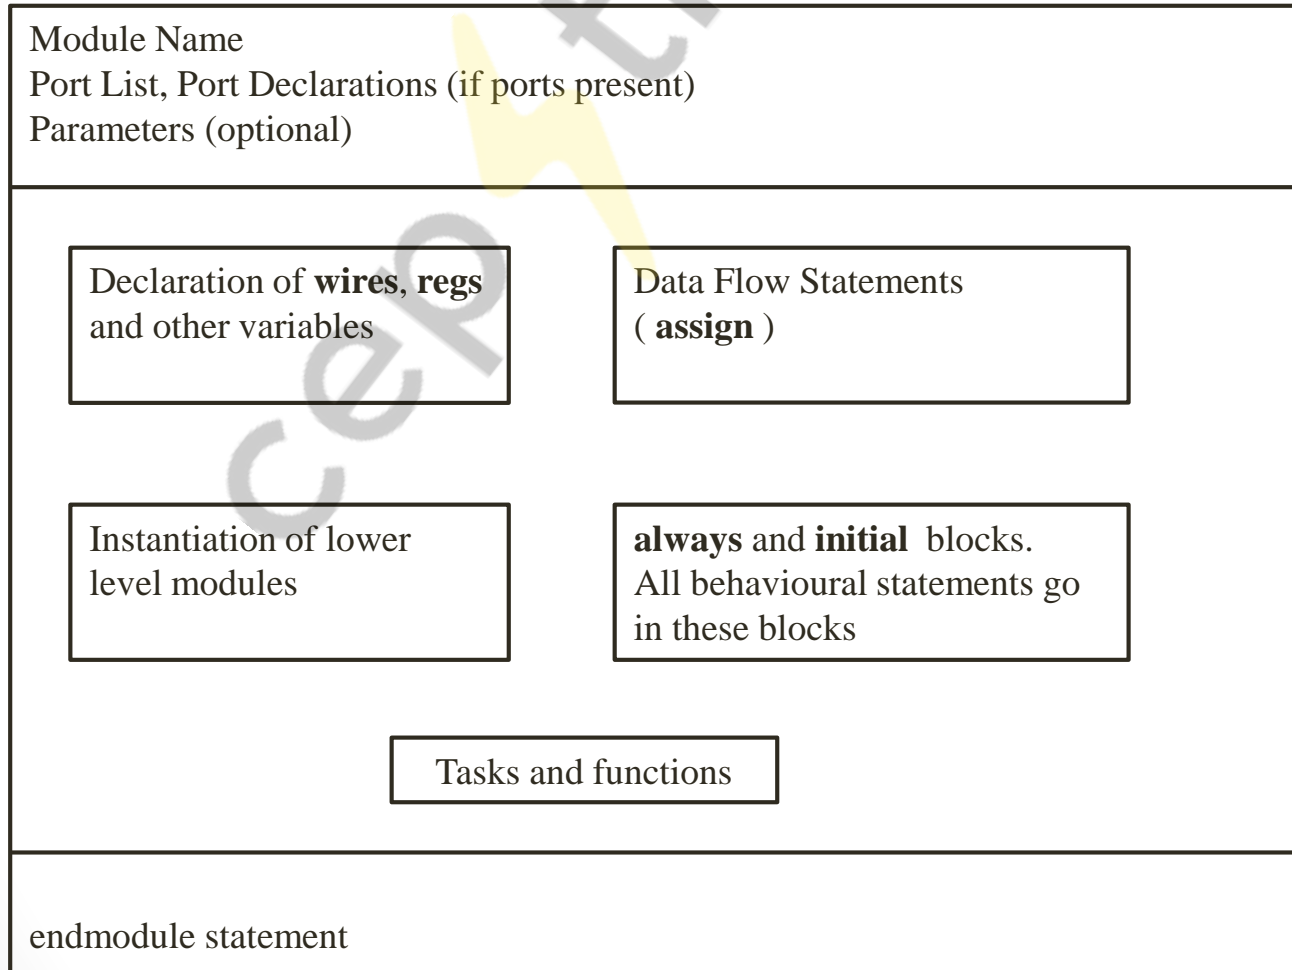 Module Name
Port List, Port Declarations (if ports present)
Parameters (optional)
Declaration of wires, regs
and other variables
Data Flow Statements
( assign )
Instantiation of lower
level modules
always and initial blocks.
All behavioural statements go
in these blocks
Tasks and functions
endmodule statement